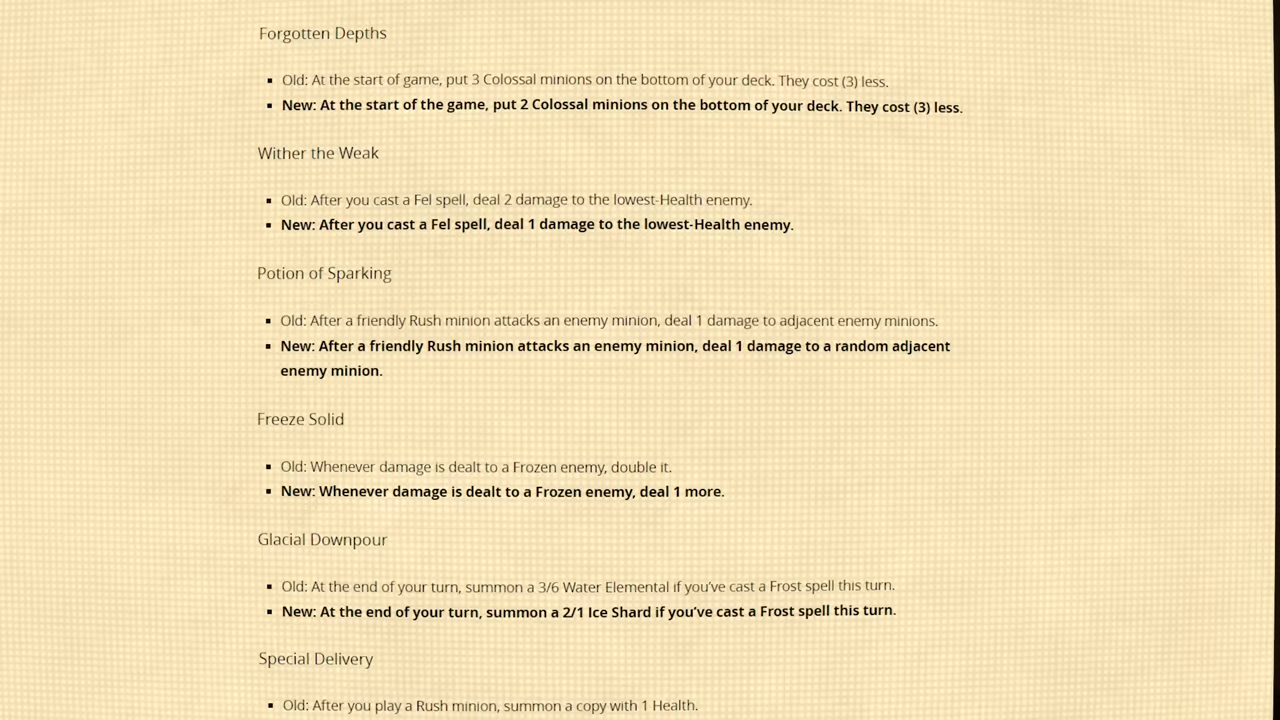 Forgotten Depths
▪ Old: At the start of game, put 3 Colossal minions on the bottom of your deck. They cost (3) less.
▪ New: At the start of the game, put 2 Colossal minions on the bottom of your deck. They cost (3) less.
Wither the Weak
▪ Old: After you cast a Fel spell, deal 2 damage to the lowest-Health enemy.
▪ New: After you cast a Fel spell, deal 1 damage to the lowest-Health enemy.
Potion of Sparking
▪ Old: After a friendly Rush minion attacks an enemy minion, deal 1 damage to adjacent enemy minions.
▪ New: After a friendly Rush minion attacks an enemy minion, deal 1 damage to a random adjacent
enemy minion.
Freeze Solid
▪ Old: Whenever damage is dealt to a Frozen enemy, double it.
▪ New: Whenever damage is dealt to a Frozen enemy, deal 1 more.
Glacial Downpour
▪ Old: At the end of your turn, summon a 3/6 Water Elemental if you've cast a Frost spell this turn.
▪ New: At the end of your turn, summon a 2/1 Ice Shard if you've cast a Frost spell this turn.
Special Delivery
▪ Old: After you play a Rush minion, summon a copy with 1 Health.